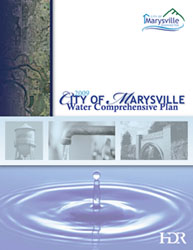 Marysville
2009
CITY OF MARYSVILLE
Water Comprehensive Plan
HDR